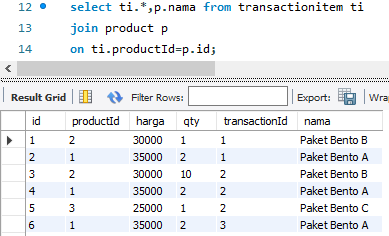 12 select ti.*,p.nama from transactionitem ti
13 join product p
14 on ti.productId=p.id;
Result Grid Filter Rows: Export:
id productId harga qty transactionId nama
1 2 30000 1 1 Paket Bento B
2 1 35000 2 1 Paket Bento A
3 2 30000 10 2 Paket Bento B
4 1 35000 2 2 Paket Bento A
5 3 25000 1 2 Paket Bento C
6 1 35000 2 3 Paket Bento A